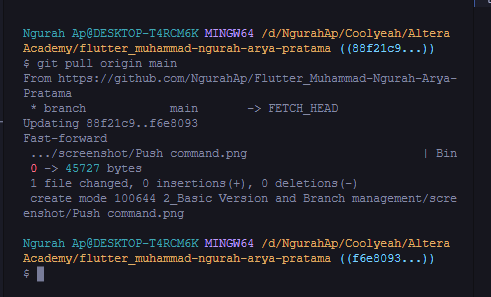 Ngurah Ap@DESKTOP-T4RCM6K MINGW64 /d/NgurahAp/Coolyeah/Altera
Academy/flutter_muhammad-ngurah-arya-pratama ((88f21c9...))
$ git pull origin main
From https://github.com/NgurahAp/Flutter_Muhammad-Ngurah-Arya-
Pratama
 * branch            main       -> FETCH_HEAD
Updating 88f21c9..f6e8093
Fast-forward
 .../screenshot/Push command.png                         | Bin
 0 -> 45727 bytes
 1 file changed, 0 insertions(+), 0 deletions(-)
 create mode 100644 2_Basic Version and Branch management/scre
enshot/Push command.png
Ngurah Ap@DESKTOP-T4RCM6K MINGW64 /d/NgurahAp/Coolyeah/Altera
Academy/flutter_muhammad-ngurah-arya-pratama ((f6e8093...))
$